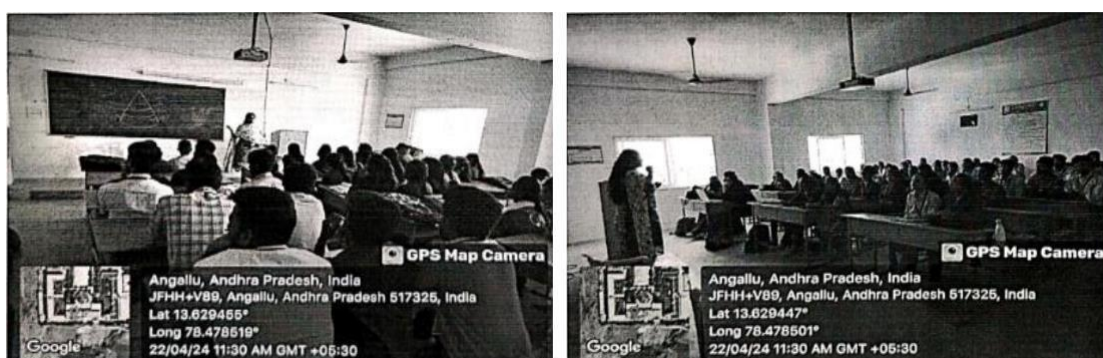 GPS Map Camera
Angallu, Andhra Pradesh, India
JFHH+V89, Angallu, Andhra Pradesh 517325, India
Lat 13.629455°
Long 78.478519°
22/04/24 11:30 AM GMT +05:30
Google
GPS Map Camera
Angallu, Andhra Pradesh, India
JFHH+V89, Angallu, Andhra Pradesh 517325, India
Lat 13.629447°
Long 78.478501°
22/04/24 11:30 AM GMT +05:30
Google